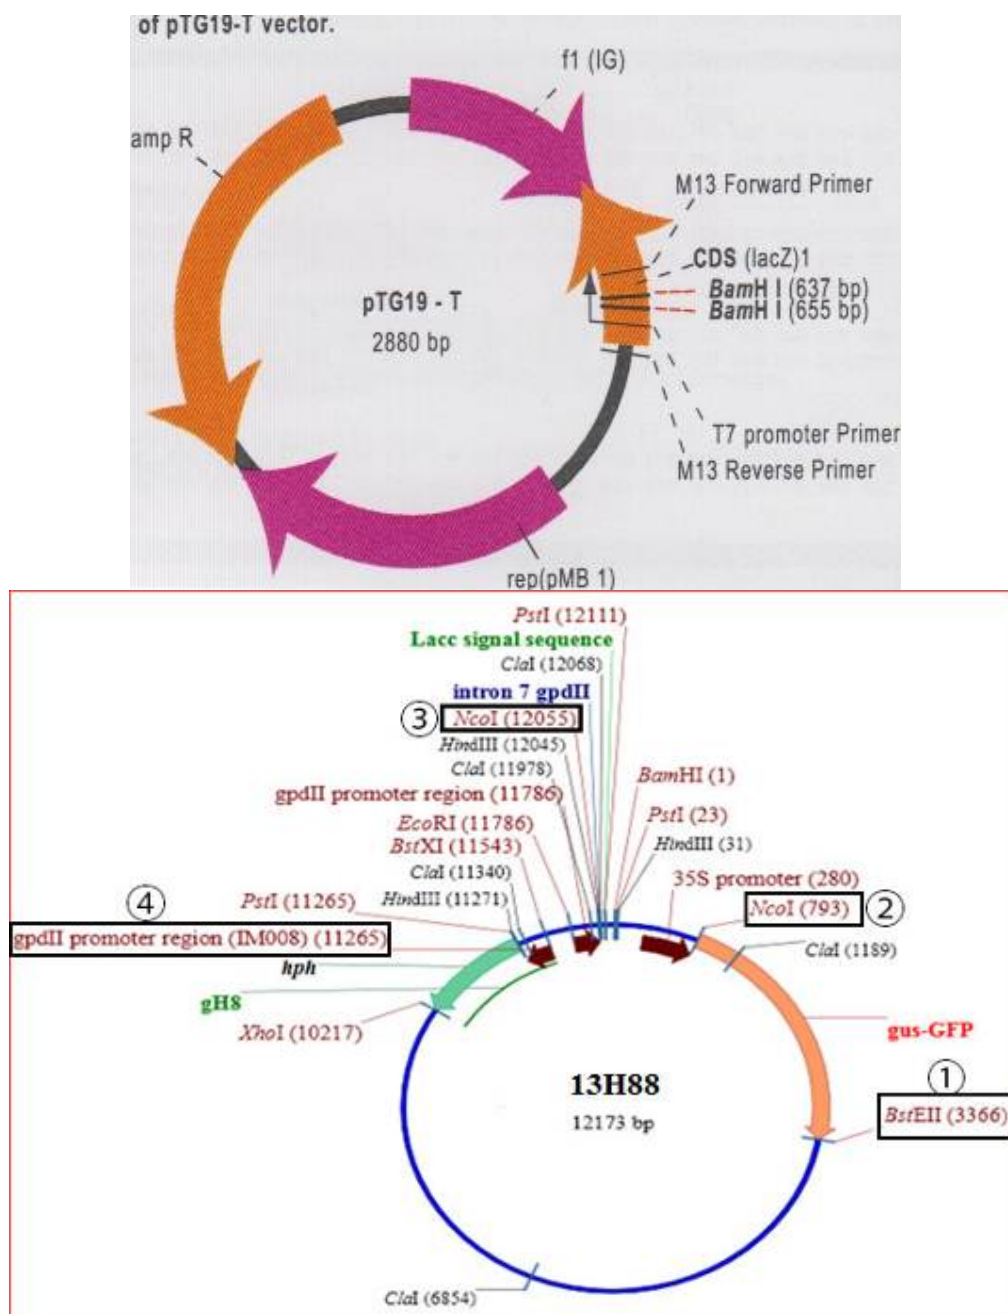 of pTG19-T vector.
f1 (IG)
amp R
M13 Forward Primer
CDS (lacZ)1
BamH I (637 bp)
BamH I (655 bp)
pTG19 - T
2880 bp
T7 promoter Primer
M13 Reverse Primer
rep(pMB 1)
PstI (12111)
Lacc signal sequence
ClaI (12068)
intron 7 gpdII
③ NcoI (12055)
HindIII (12045)
ClaI (11978)
BamHI (1)
gpdII promoter region (11786)
PstI (23)
EcoRI (11786)
HindIII (31)
BstXI (11543)
ClaI (11340)
35S promoter (280)
④
PstI (11265)
HindIII (11271)
NcoI (793) ②
gpdII promoter region (IM008) (11265)
ClaI (1189)
hph
gH8
XhoI (10217)
gus-GFP
13H88
①
12173 bp
BstEII (3366)
ClaI (6854)